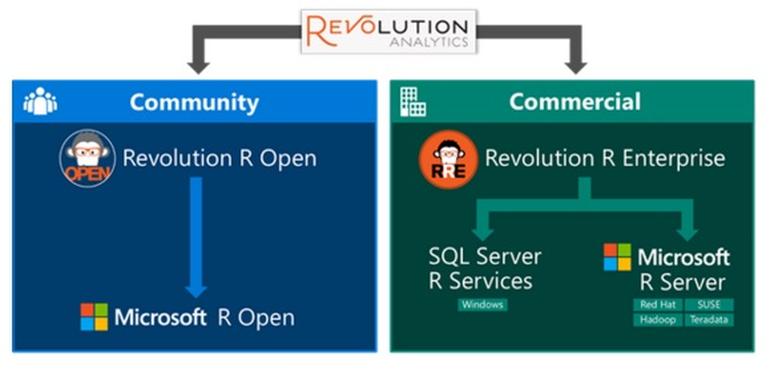 REVOLUTION
ANALYTICS
Community
Commercial
OPEN
Revolution R Open
Microsoft R Open
RRE
Revolution R Enterprise
SQL Server
R Services
Windows
Microsoft
R Server
Red Hat
SUSE
Hadoop
Teradata